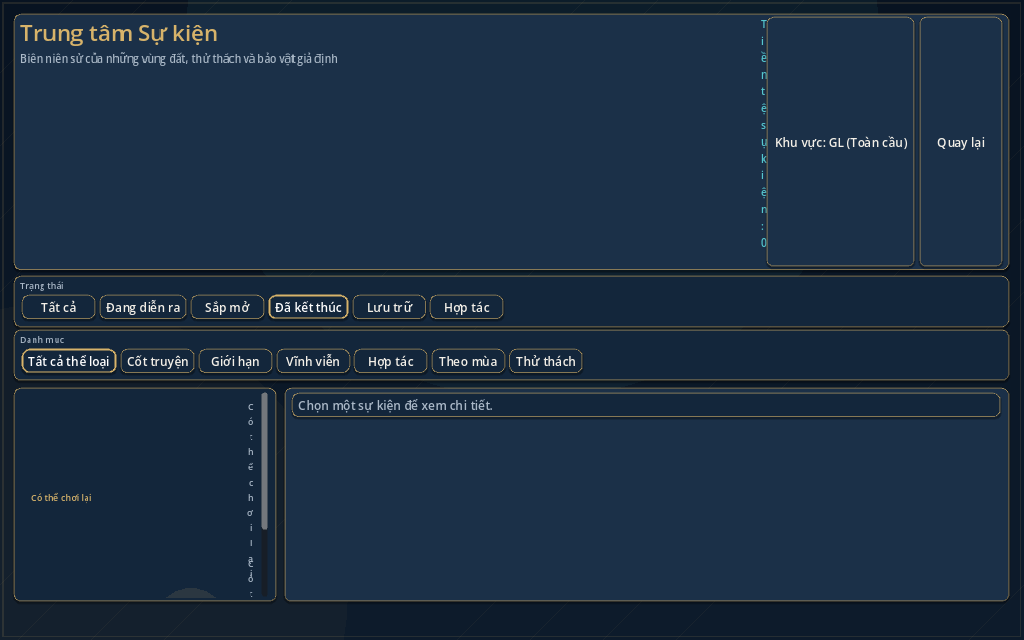 Trung tâm Sự kiện
Biên niên sử của những vùng đất, thử thách và bảo vật giả định
Tiền tệ sự kiện: 0
Khu vực: GL (Toàn cầu)
Quay lại
Trạng thái
Tất cả
Đang diễn ra
Sắp mở
Đã kết thúc
Lưu trữ
Hợp tác
Danh mục
Tất cả thể loại
Cốt truyện
Giới hạn
Vĩnh viễn
Hợp tác
Theo mùa
Thử thách
Có thể chơi lại
có thể chơi lại
Chọn một sự kiện để xem chi tiết.